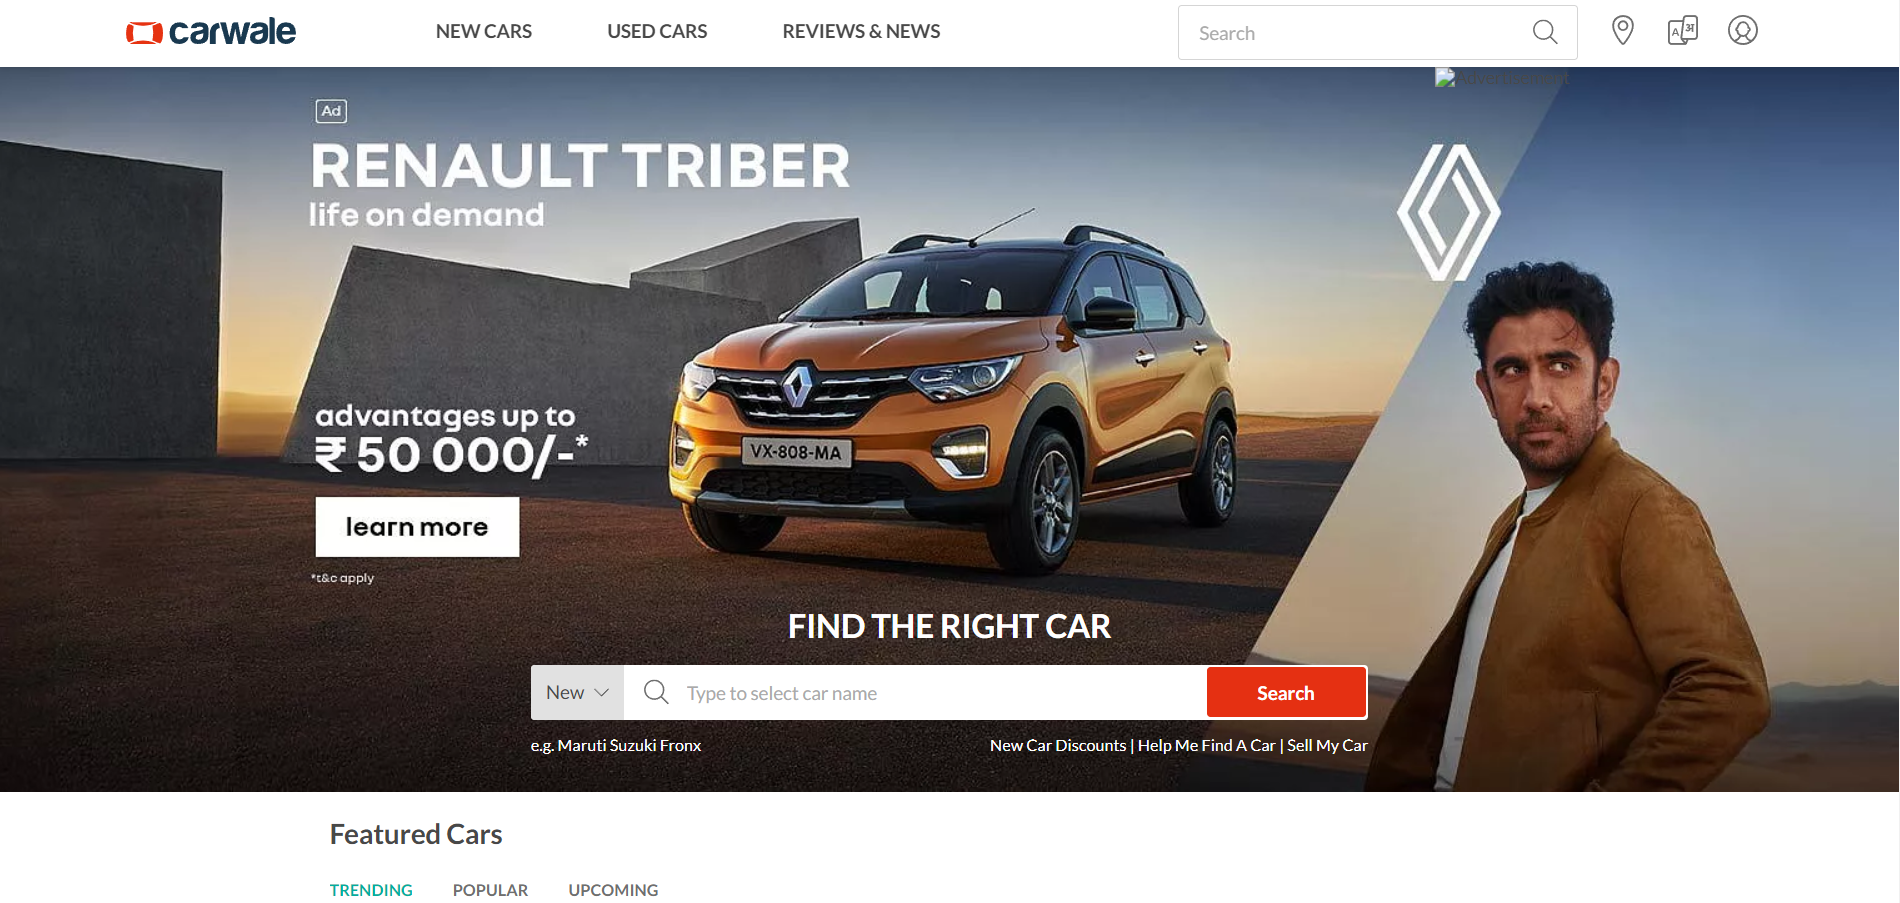 carwale
NEW CARS
USED CARS
REVIEWS & NEWS
Search
Advertisement
Ad
RENAULT TRIBER
life on demand
advantages up to
₹ 50 000/-*
learn more
*t&c apply
VX-808-MA
FIND THE RIGHT CAR
New
Type to select car name
Search
e.g. Maruti Suzuki Fronx
New Car Discounts | Help Me Find A Car | Sell My Car
Featured Cars
TRENDING
POPULAR
UPCOMING